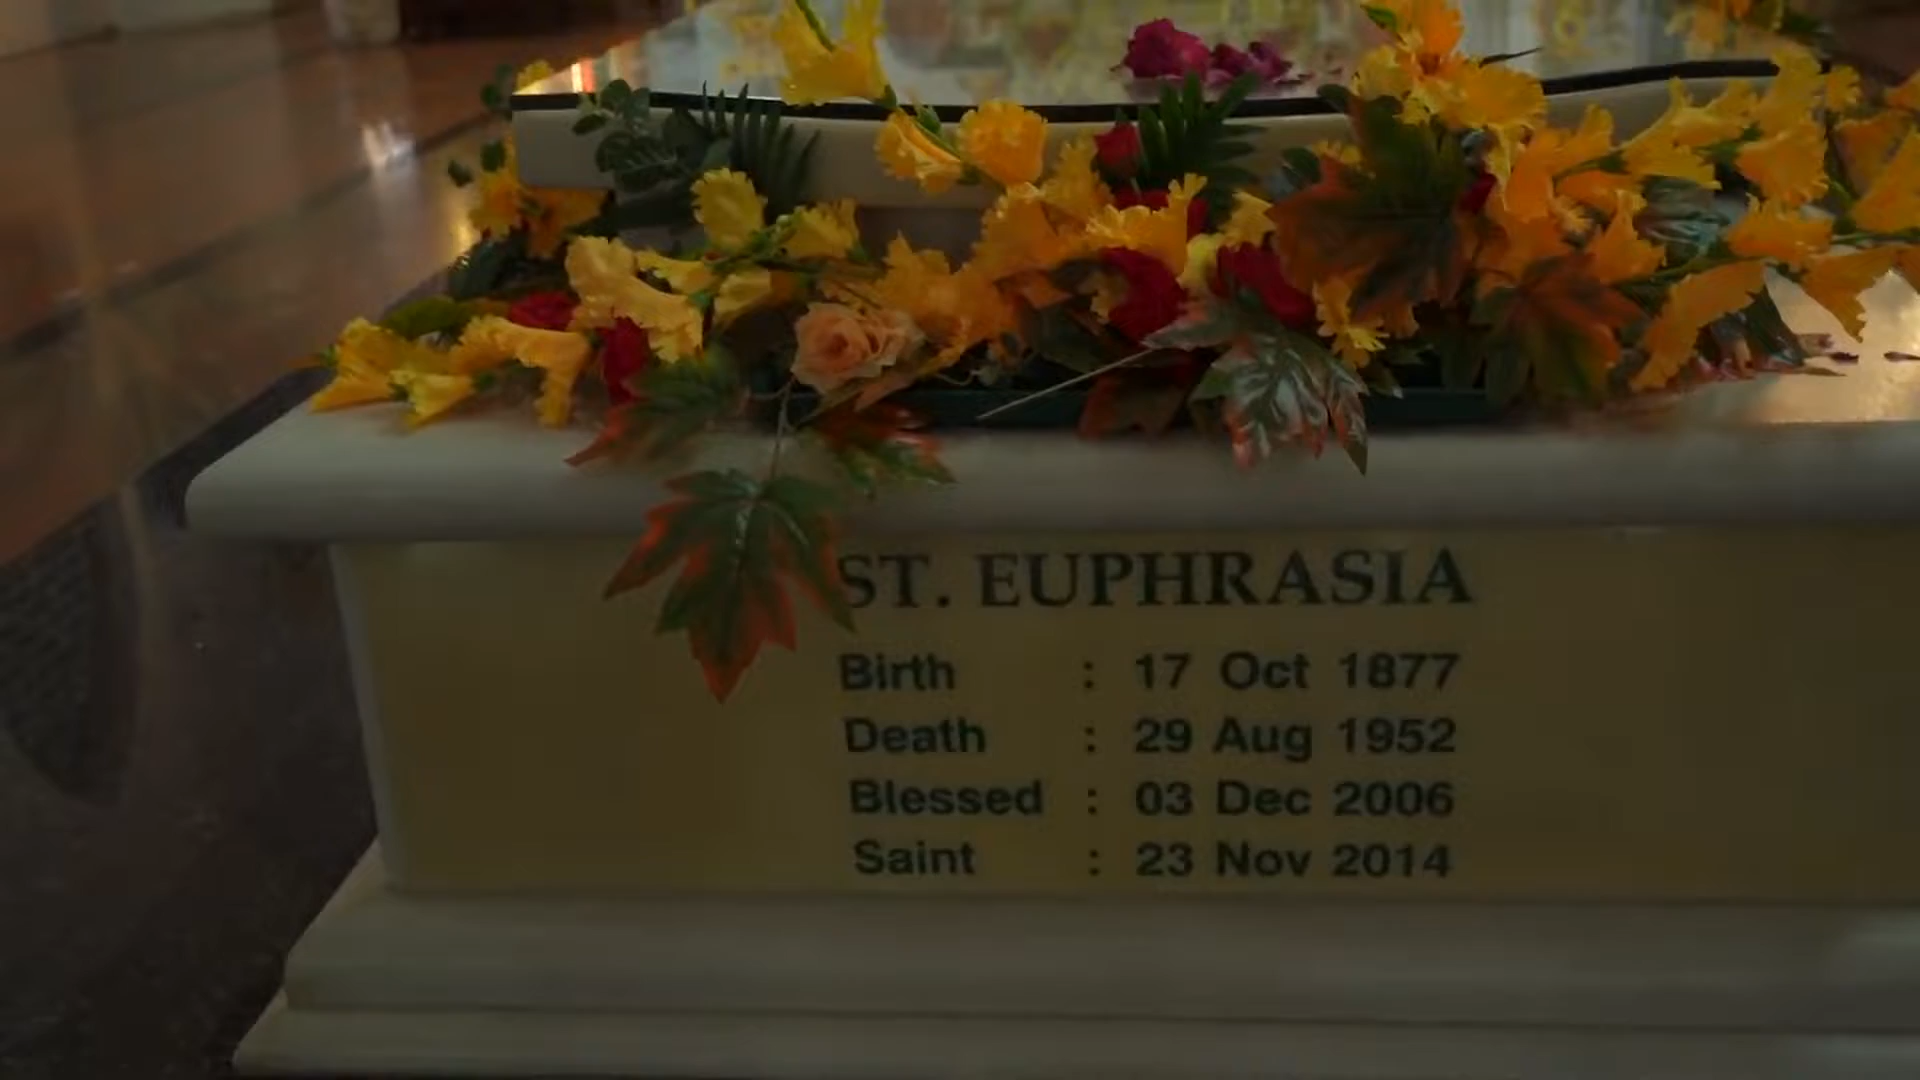 ST. EUPHRASIA
Birth : 17 Oct 1877
Death : 29 Aug 1952
Blessed : 03 Dec 2006
Saint : 23 Nov 2014